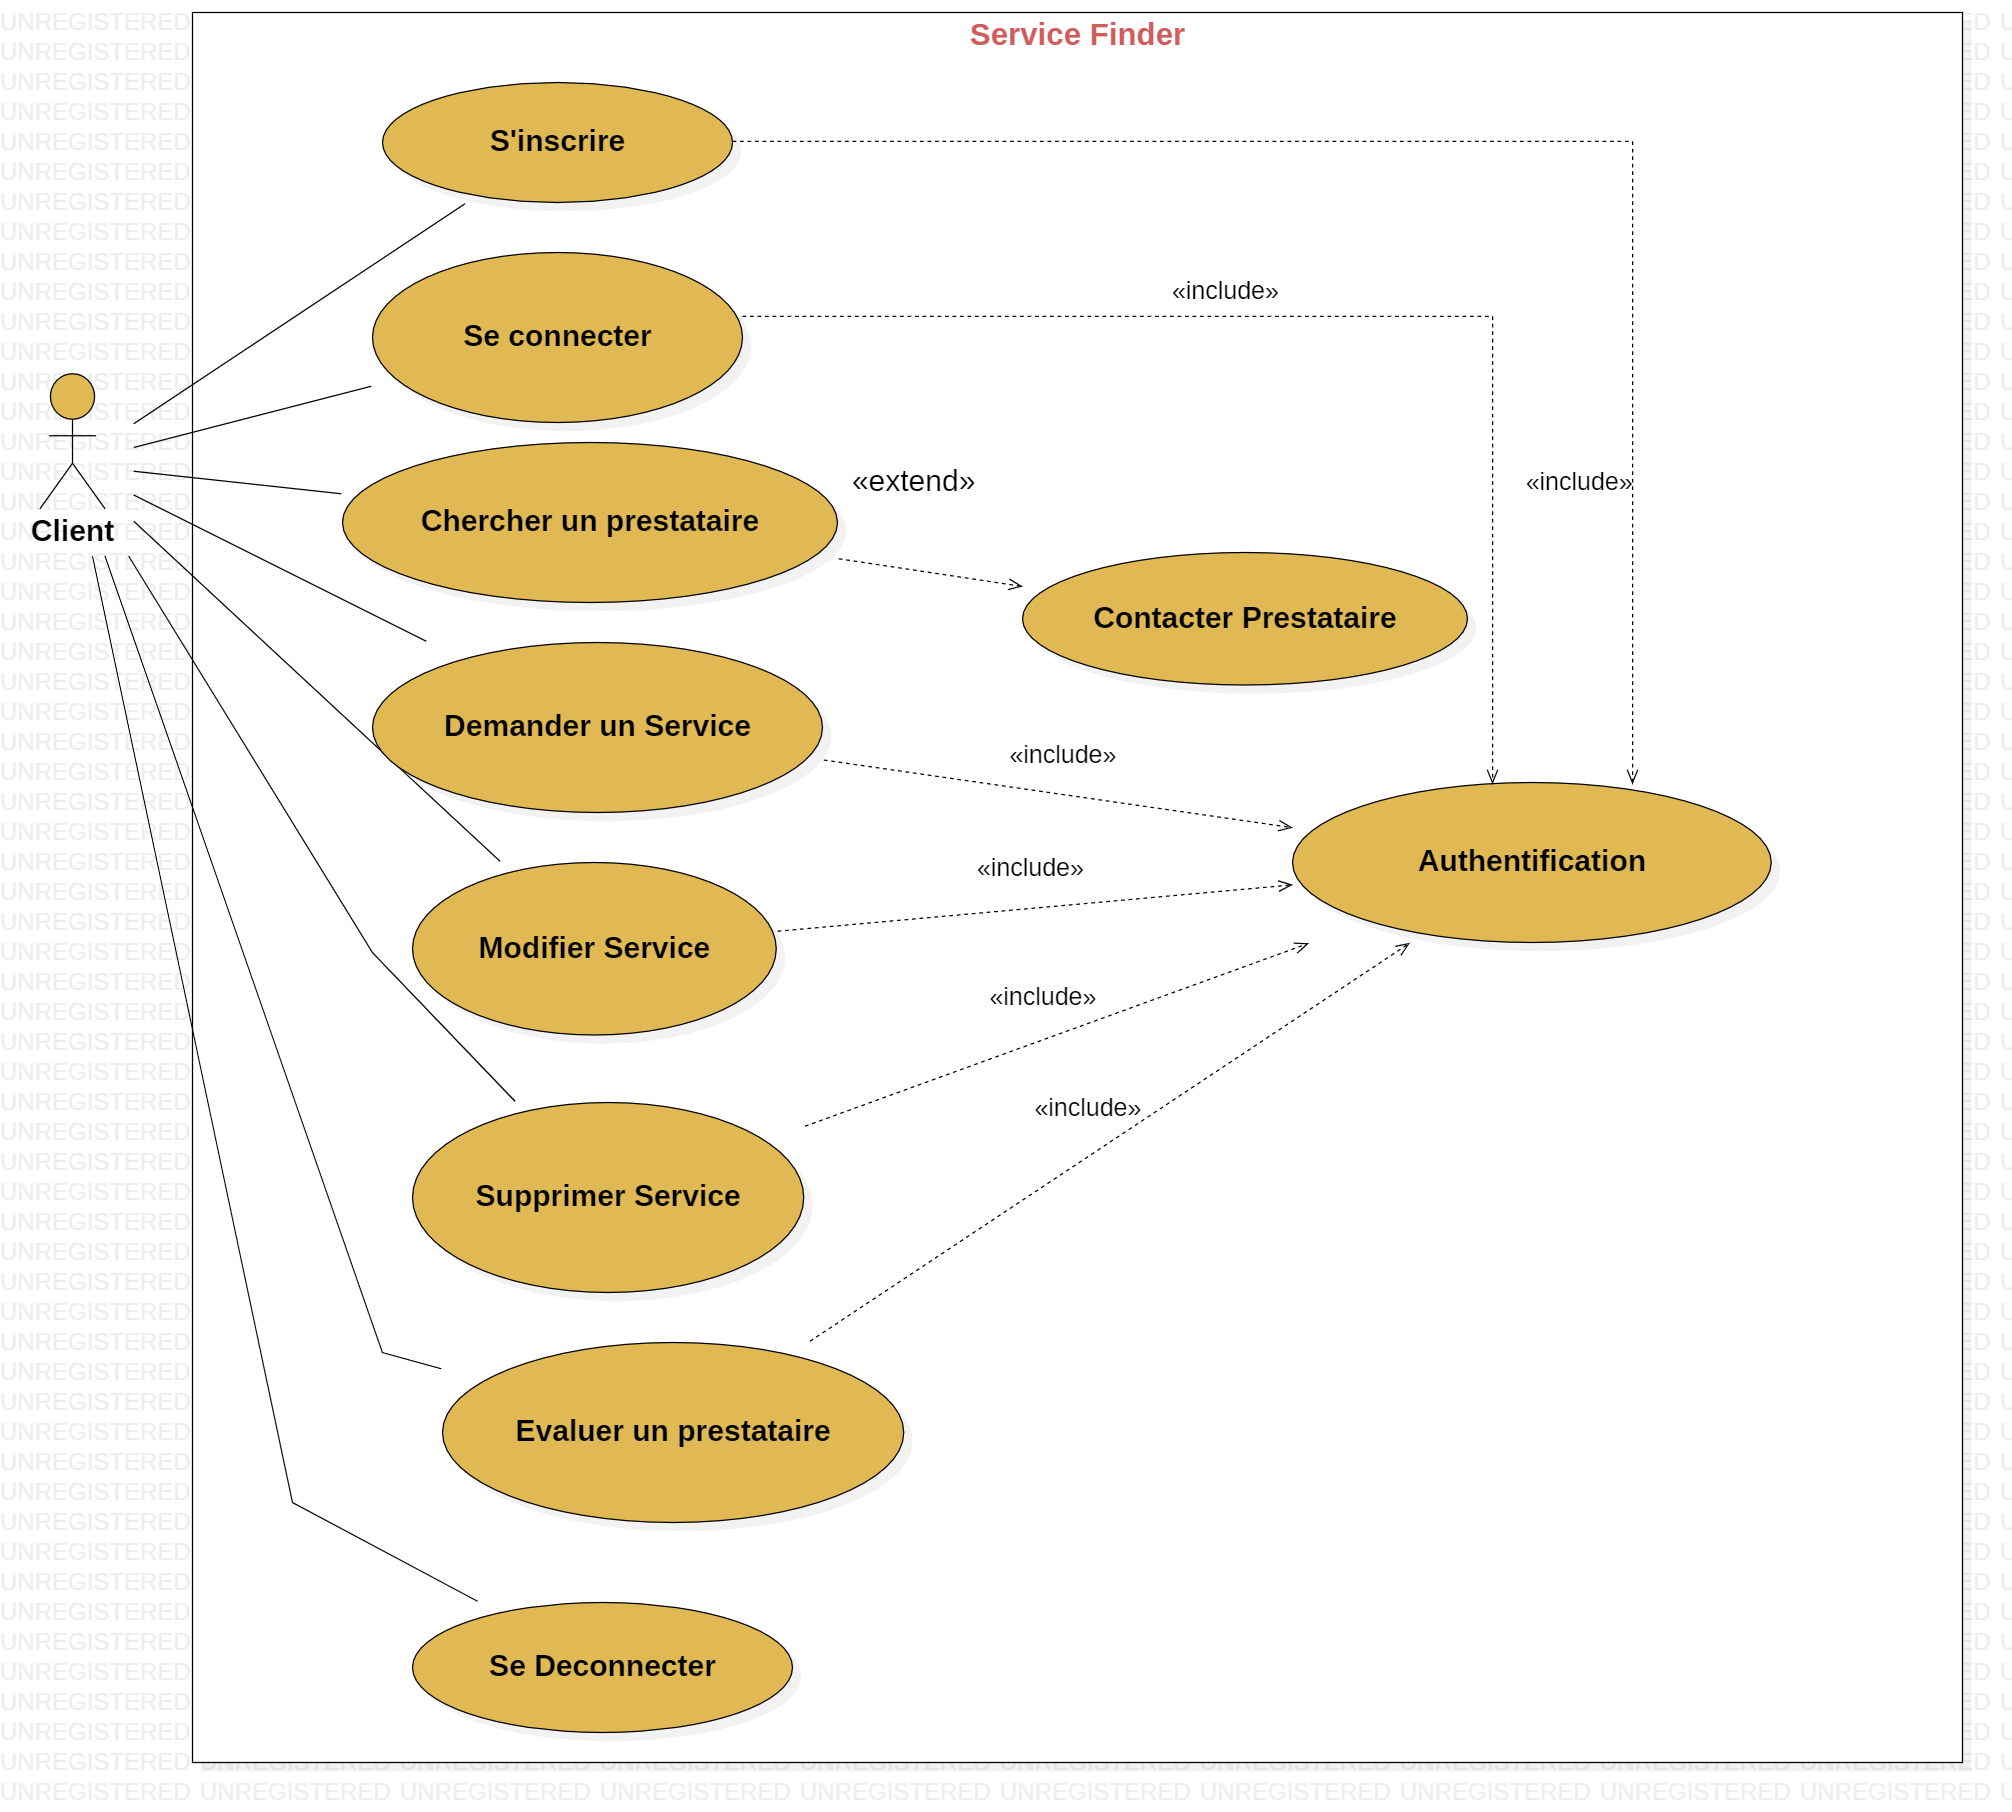 Service Finder
S'inscrire
«include»
Se connecter
Client
Chercher un prestataire
«extend»
«include»
Contacter Prestataire
Demander un Service
«include»
Authentification
«include»
Modifier Service
«include»
«include»
Supprimer Service
Evaluer un prestataire
Se Deconnecter
UNREGISTERED UNREGISTERED UNREGISTERED UNREGISTERED UNREGISTERED UNREGISTERED UNREGISTERED UNREGISTERED UNREGISTERED UNREGISTERED